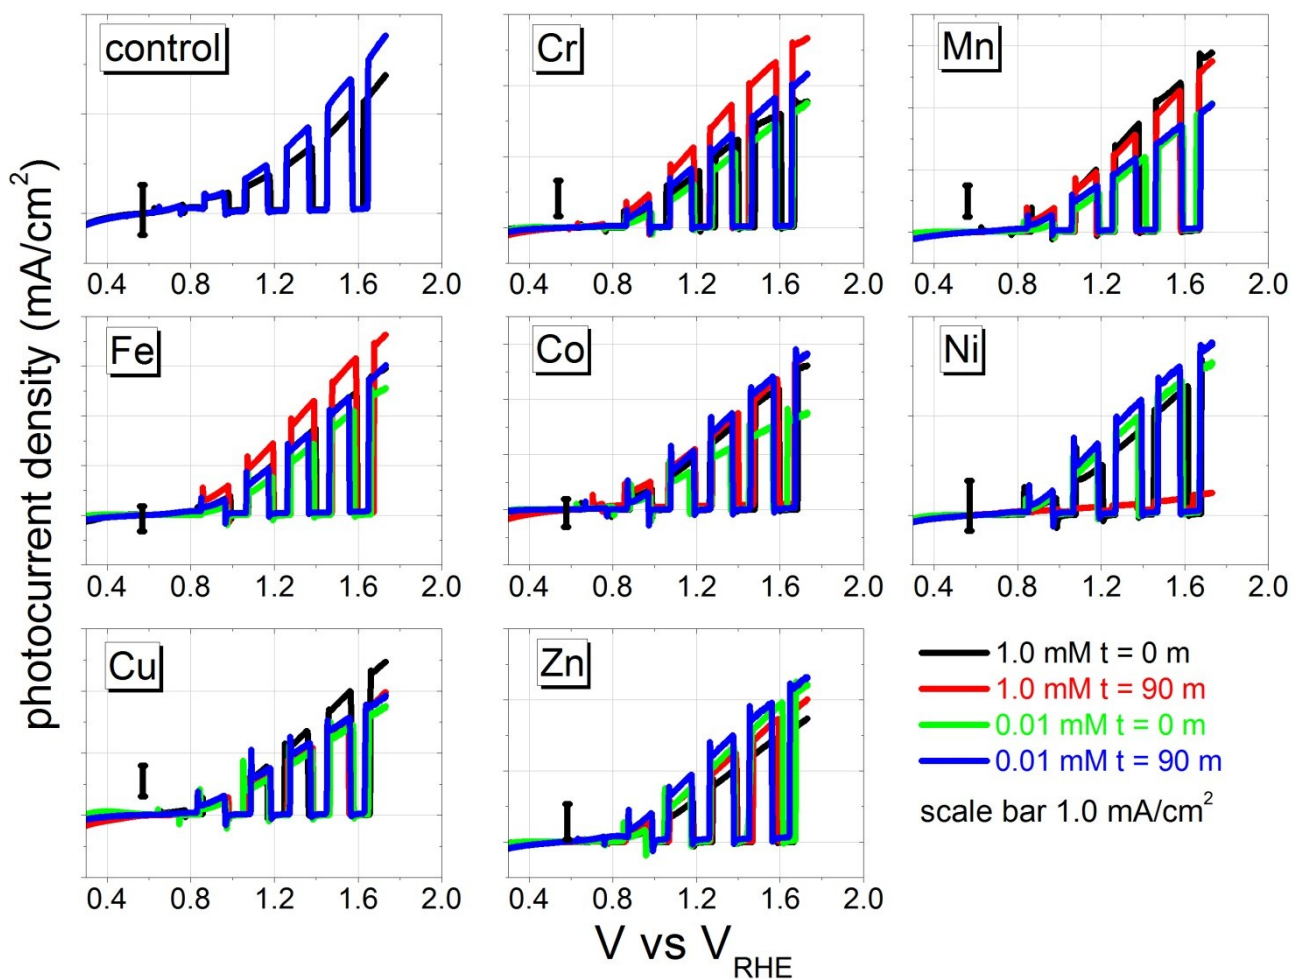 photocurrent density (mA/cm²)
control
Cr
Mn
0.4 0.8 1.2 1.6 2.0
0.4 0.8 1.2 1.6 2.0
0.4 0.8 1.2 1.6 2.0
Fe
Co
Ni
0.4 0.8 1.2 1.6 2.0
0.4 0.8 1.2 1.6 2.0
0.4 0.8 1.2 1.6 2.0
Cu
Zn
1.0 mM t = 0 m
1.0 mM t = 90 m
0.01 mM t = 0 m
0.01 mM t = 90 m
scale bar 1.0 mA/cm²
0.4 0.8 1.2 1.6 2.0
0.4 0.8 1.2 1.6 2.0
V vs V_RHE